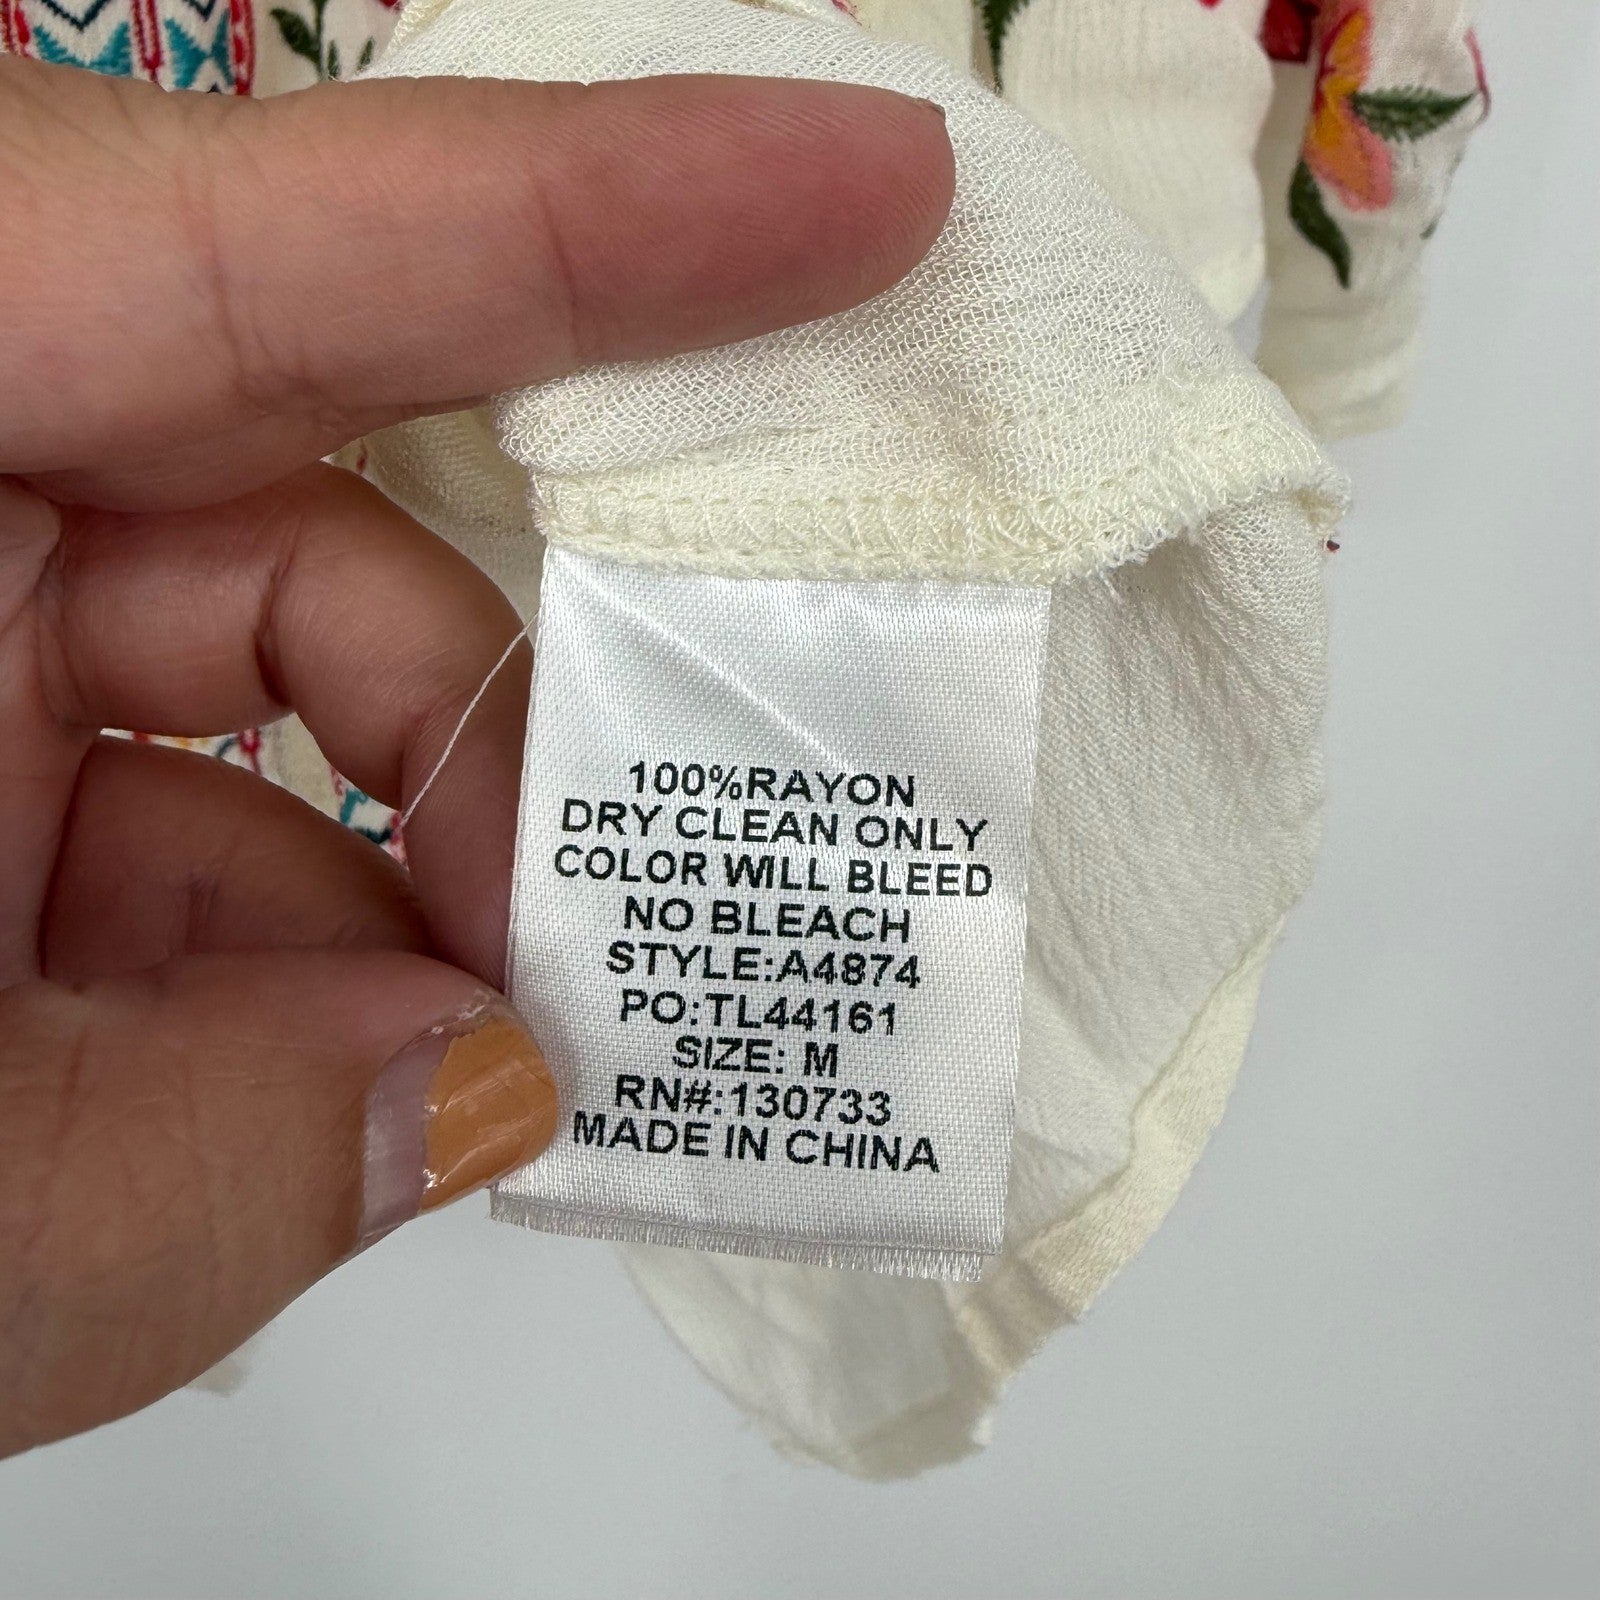 100%RAYON
DRY CLEAN ONLY
COLOR WILL BLEED
NO BLEACH
STYLE:A4874
PO:TL44161
SIZE: M
RN#:130733
MADE IN CHINA